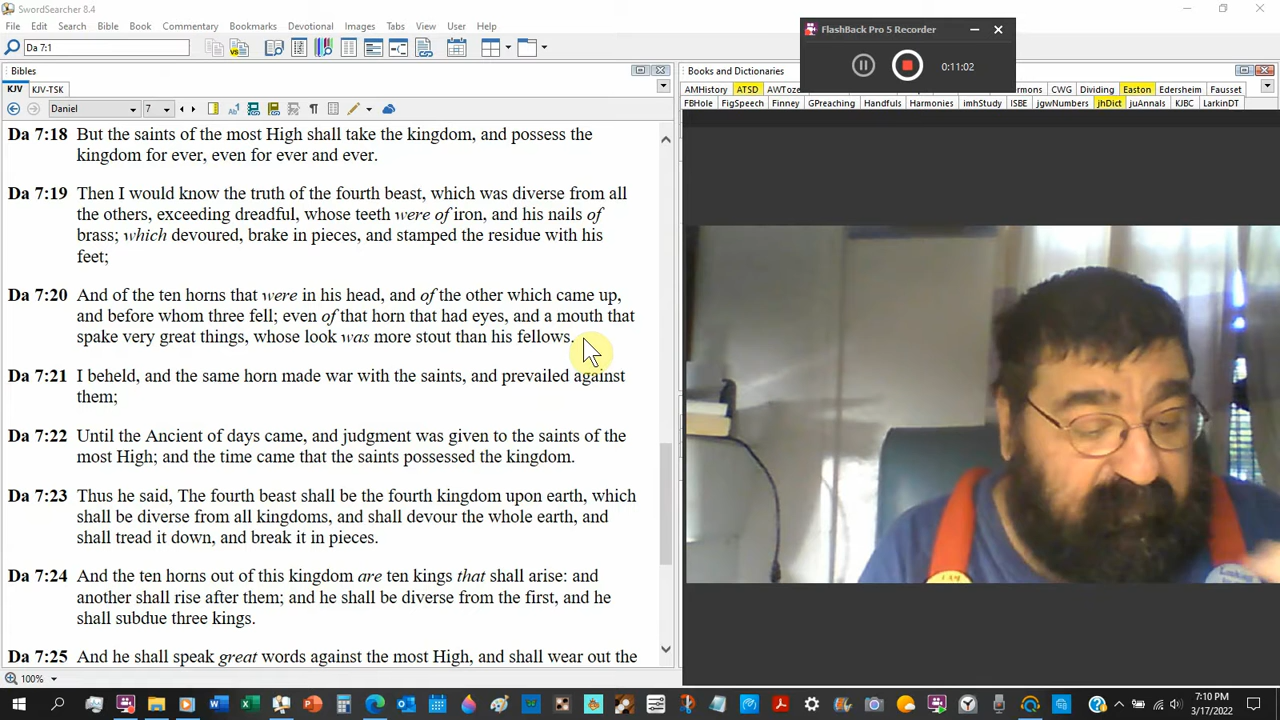 SwordSearcher 8.4
File Edit Search Bible Book Commentary Bookmarks Devotional Images Tabs View User Help
Da 7:1
FlashBack Pro 5 Recorder
0:11:02
Bibles
KJV KJV-TSK
Daniel 7
Books and Dictionaries
AMHistory ATSD AWToze CWG Dividing Easton Edersheim Fausset
FBHole FigSpeech Finney GPreaching Handfuls Harmonies imhStudy ISBE jgwNumbers jhDict juAnnals KJBC LarkinDT
Da 7:18 But the saints of the most High shall take the kingdom, and possess the
kingdom for ever, even for ever and ever.
Da 7:19 Then I would know the truth of the fourth beast, which was diverse from all
the others, exceeding dreadful, whose teeth were of iron, and his nails of
brass; which devoured, brake in pieces, and stamped the residue with his
feet;
Da 7:20 And of the ten horns that were in his head, and of the other which came up,
and before whom three fell; even of that horn that had eyes, and a mouth that
spake very great things, whose look was more stout than his fellows.
Da 7:21 I beheld, and the same horn made war with the saints, and prevailed against
them;
Da 7:22 Until the Ancient of days came, and judgment was given to the saints of the
most High; and the time came that the saints possessed the kingdom.
Da 7:23 Thus he said, The fourth beast shall be the fourth kingdom upon earth, which
shall be diverse from all kingdoms, and shall devour the whole earth, and
shall tread it down, and break it in pieces.
Da 7:24 And the ten horns out of this kingdom are ten kings that shall arise: and
another shall rise after them; and he shall be diverse from the first, and he
shall subdue three kings.
Da 7:25 And he shall speak great words against the most High, and shall wear out the
100%
7:10 PM
3/17/2022